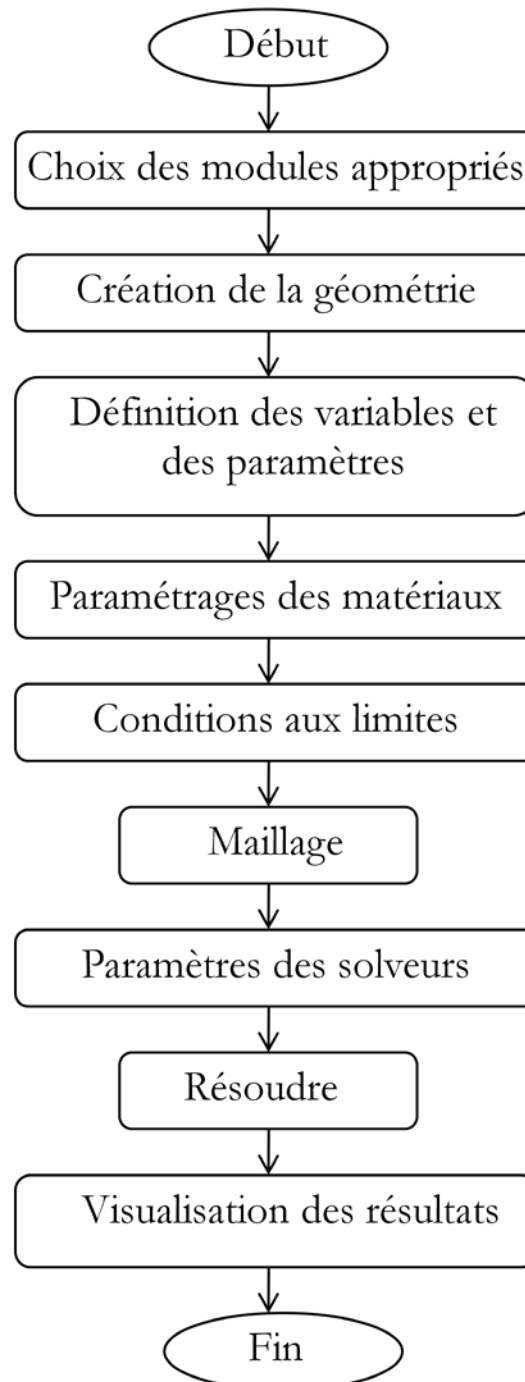 Début
Choix des modules appropriés
Création de la géométrie
Définition des variables et
des paramètres
Paramétrages des matériaux
Conditions aux limites
Maillage
Paramètres des solveurs
Résoudre
Visualisation des résultats
Fin